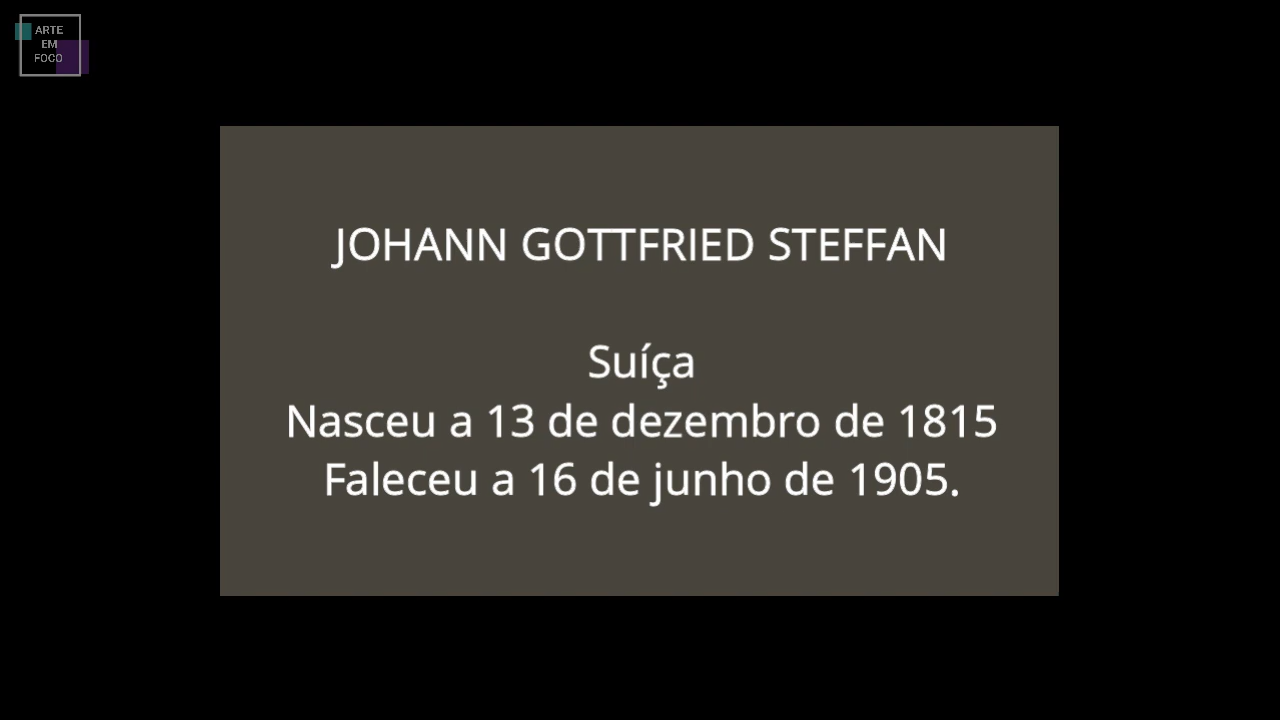 ARTE
EM
FOCO
JOHANN GOTTFRIED STEFFAN
Suíça
Nasceu a 13 de dezembro de 1815
Faleceu a 16 de junho de 1905.